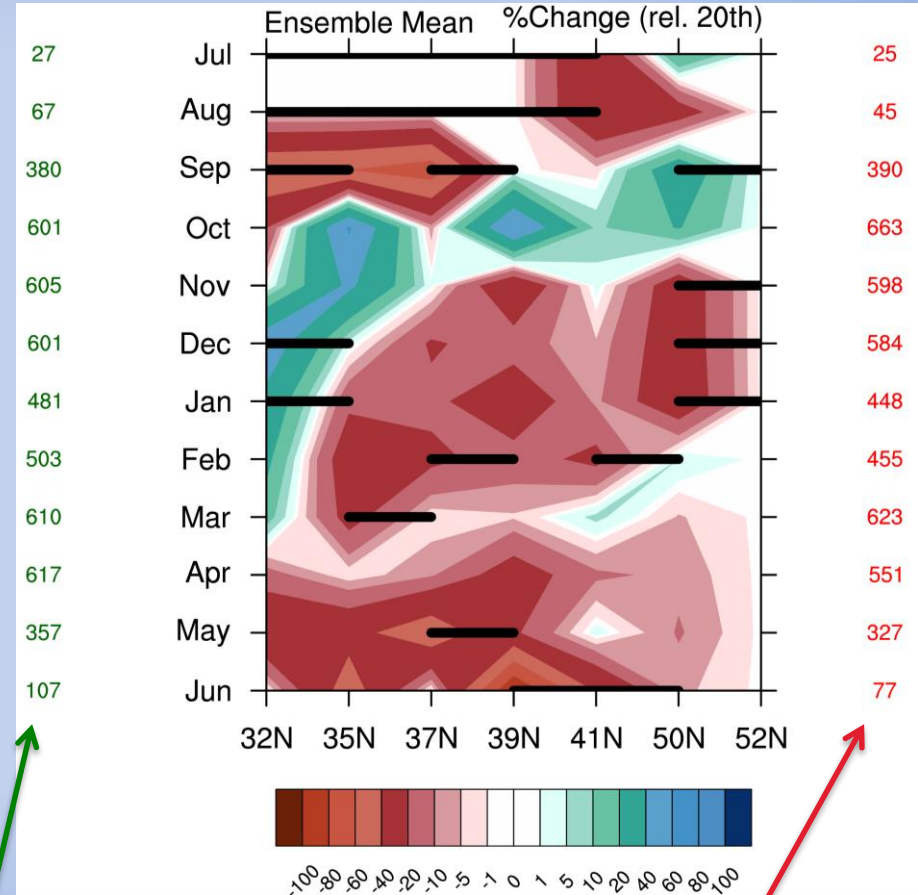 Ensemble Mean %Change (rel. 20th)
27 Jul 25
67 Aug 45
380 Sep 390
601 Oct 663
605 Nov 598
601 Dec 584
481 Jan 448
503 Feb 455
610 Mar 623
617 Apr 551
357 May 327
107 Jun 77
32N 35N 37N 39N 41N 50N 52N
-100 -80 -60 -40 -20 -10 -5 -1 0 1 5 10 20 40 60 80 100